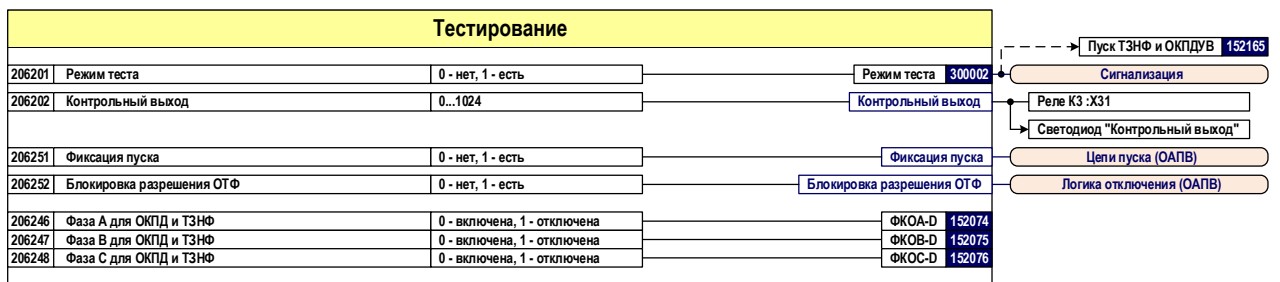 Тестирование
Пуск ТЗНФ и ОКПДУВ 152165
206201 Режим теста 0 - нет, 1 - есть Режим теста 300002 Сигнализация
206202 Контрольный выход 0...1024 Контрольный выход Реле К3 :Х31
Светодиод "Контрольный выход"
206251 Фиксация пуска 0 - нет, 1 - есть Фиксация пуска Цепи пуска (ОАПВ)
206252 Блокировка разрешения ОТФ 0 - нет, 1 - есть Блокировка разрешения ОТФ Логика отключения (ОАПВ)
206246 Фаза А для ОКПД и ТЗНФ 0 - включена, 1 - отключена ФКОА-D 152074
206247 Фаза В для ОКПД и ТЗНФ 0 - включена, 1 - отключена ФКОВ-D 152075
206248 Фаза С для ОКПД и ТЗНФ 0 - включена, 1 - отключена ФКОС-D 152076